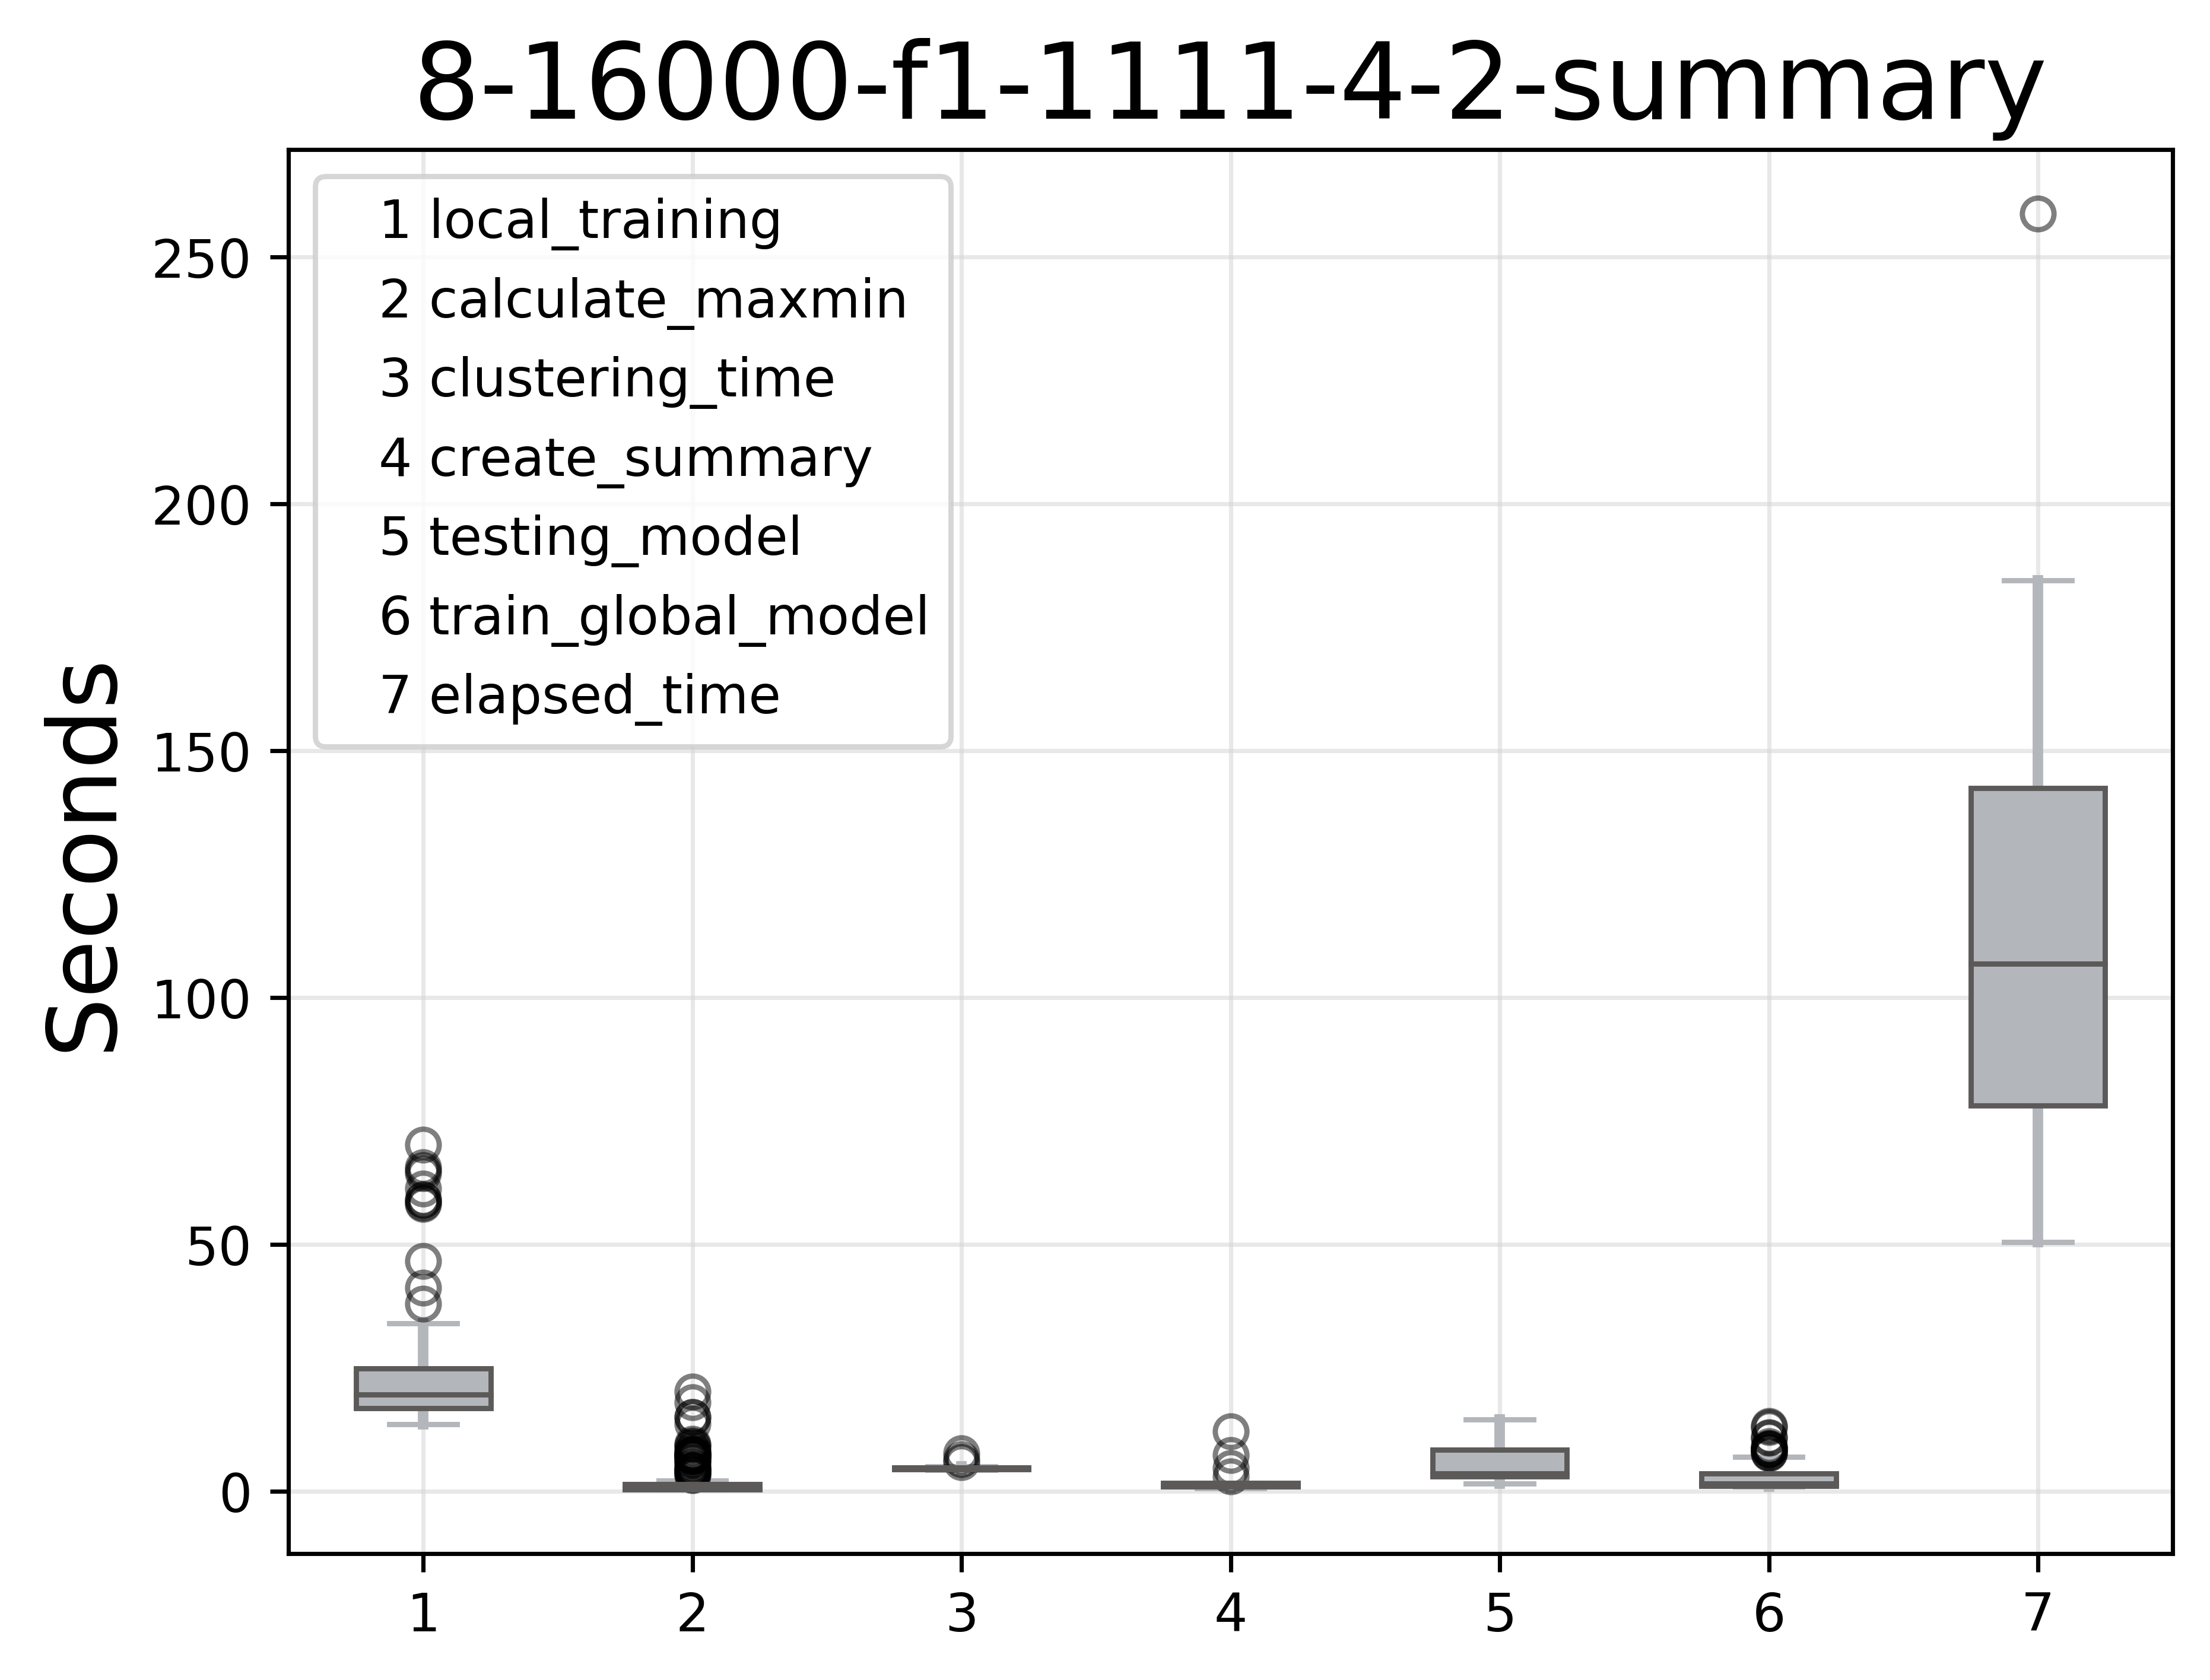 8-16000-f1-1111-4-2-summary
1 local_training
2 calculate_maxmin
3 clustering_time
4 create_summary
5 testing_model
6 train_global_model
7 elapsed_time
Seconds
250
200
150
100
50
0
1 2 3 4 5 6 7